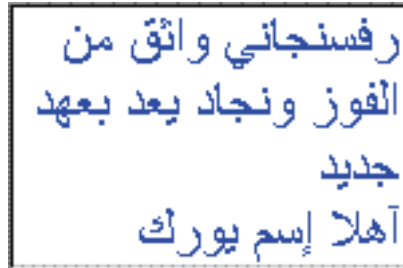 رفسنجاني واثق من
الفوز ونجاد يعد بعهد
جديد
آهلا إسم يورك